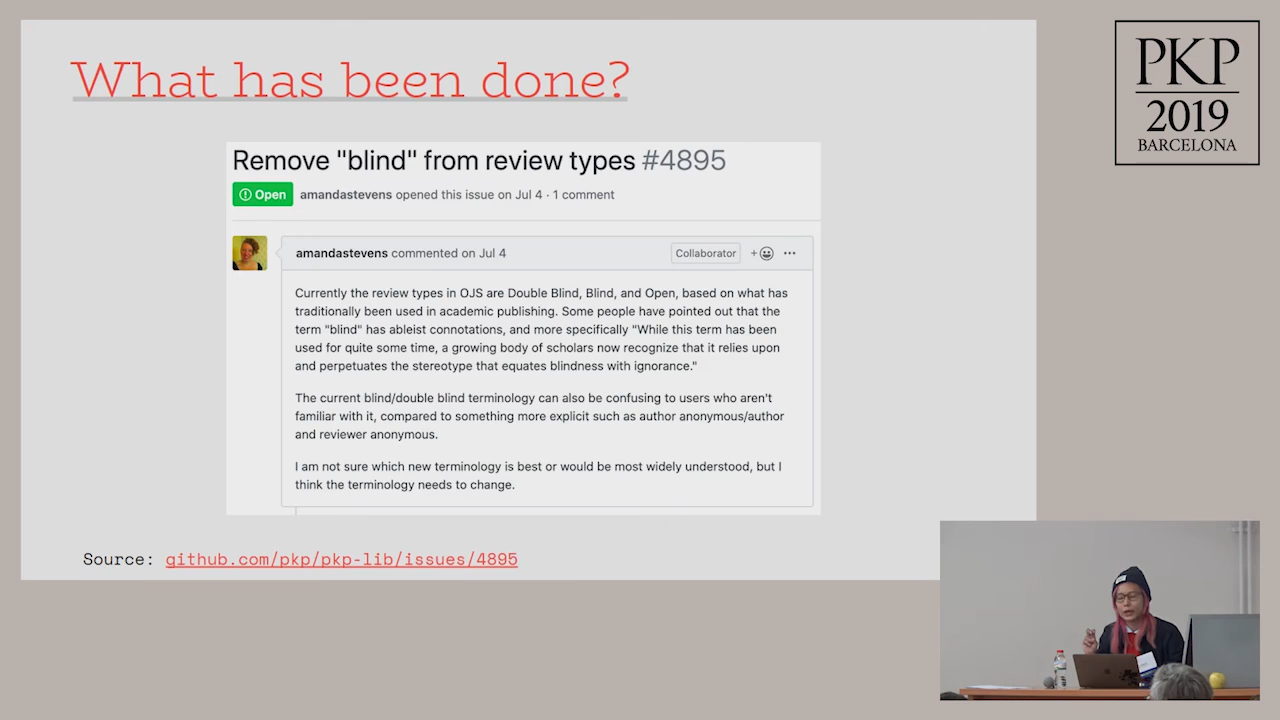 What has been done?
Remove "blind" from review types #4895
Open amandastevens opened this issue on Jul 4 · 1 comment
amandastevens commented on Jul 4
Collaborator
Currently the review types in OJS are Double Blind, Blind, and Open, based on what has
traditionally been used in academic publishing. Some people have pointed out that the
term "blind" has ableist connotations, and more specifically "While this term has been
used for quite some time, a growing body of scholars now recognize that it relies upon
and perpetuates the stereotype that equates blindness with ignorance."
The current blind/double blind terminology can also be confusing to users who aren't
familiar with it, compared to something more explicit such as author anonymous/author
and reviewer anonymous.
I am not sure which new terminology is best or would be most widely understood, but I
think the terminology needs to change.
Source: github.com/pkp/pkp-lib/issues/4895
PKP
2019
BARCELONA